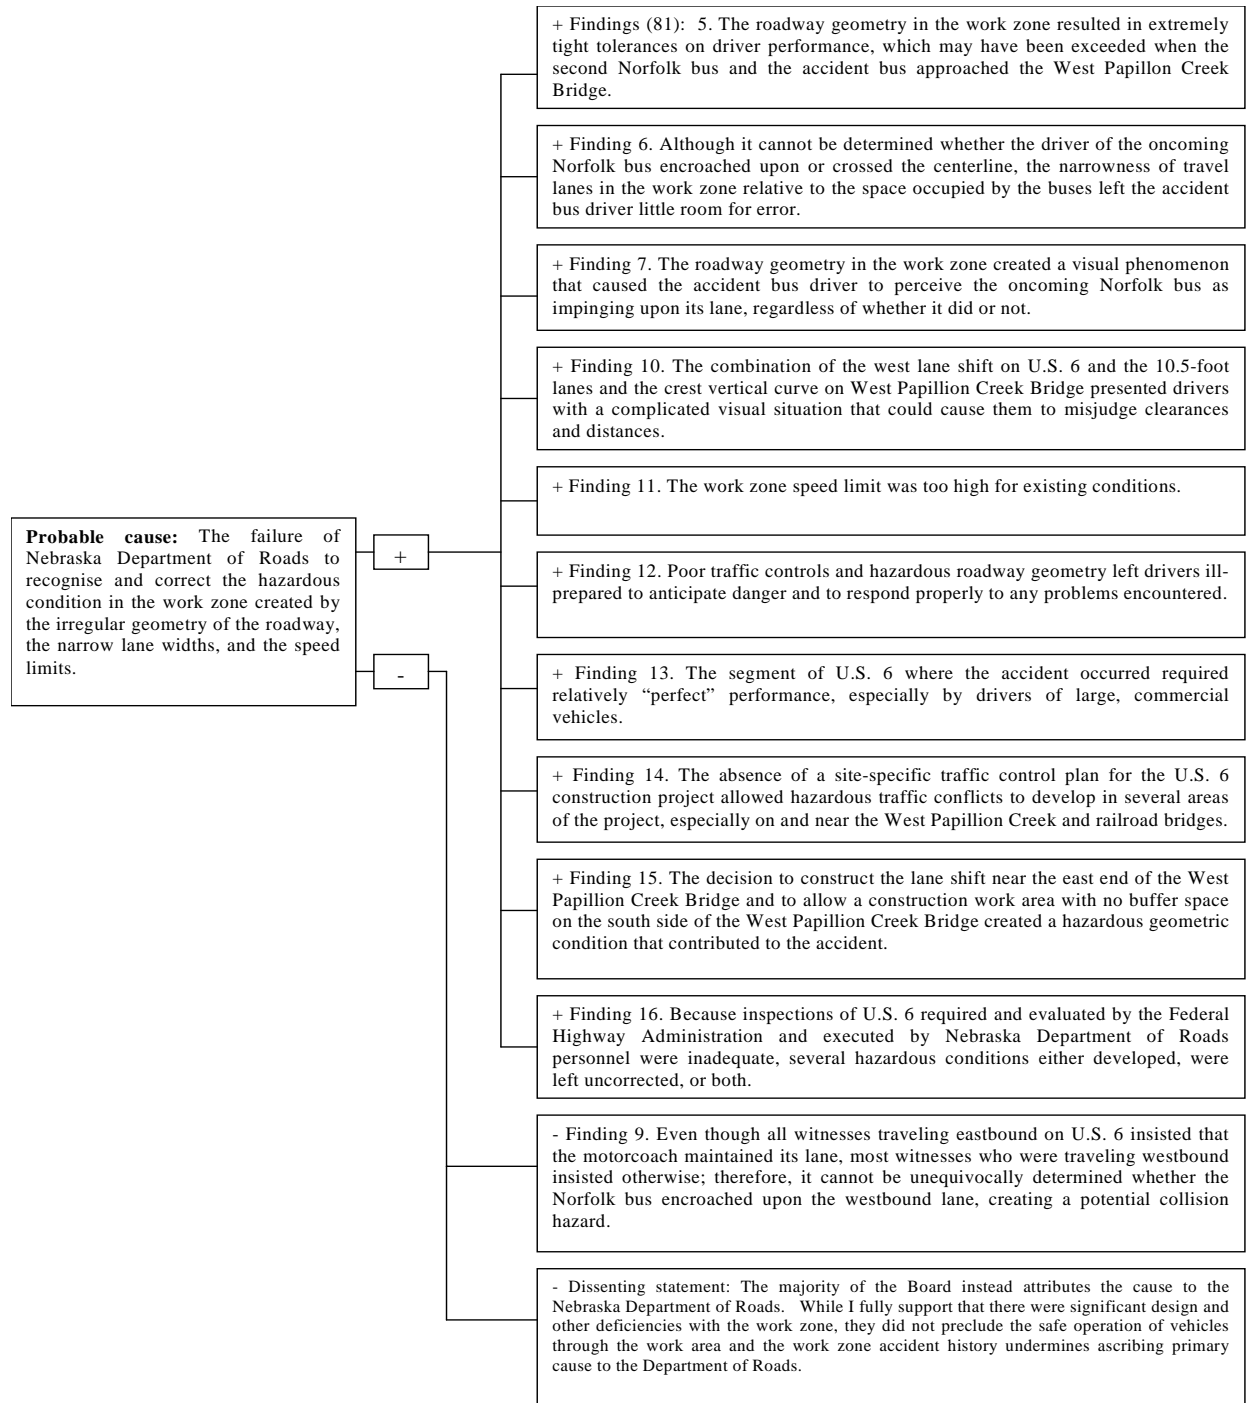 + Findings (81): 5. The roadway geometry in the work zone resulted in extremely
tight tolerances on driver performance, which may have been exceeded when the
second Norfolk bus and the accident bus approached the West Papillon Creek
Bridge.
+ Finding 6. Although it cannot be determined whether the driver of the oncoming
Norfolk bus encroached upon or crossed the centerline, the narrowness of travel
lanes in the work zone relative to the space occupied by the buses left the accident
bus driver little room for error.
+ Finding 7. The roadway geometry in the work zone created a visual phenomenon
that caused the accident bus driver to perceive the oncoming Norfolk bus as
impinging upon its lane, regardless of whether it did or not.
+ Finding 10. The combination of the west lane shift on U.S. 6 and the 10.5-foot
lanes and the crest vertical curve on West Papillion Creek Bridge presented drivers
with a complicated visual situation that could cause them to misjudge clearances
and distances.
+ Finding 11. The work zone speed limit was too high for existing conditions.
Probable cause: The failure of
Nebraska Department of Roads to
recognise and correct the hazardous
condition in the work zone created by
the irregular geometry of the roadway,
the narrow lane widths, and the speed
limits.
+
-
+ Finding 12. Poor traffic controls and hazardous roadway geometry left drivers ill-
prepared to anticipate danger and to respond properly to any problems encountered.
+ Finding 13. The segment of U.S. 6 where the accident occurred required
relatively “perfect” performance, especially by drivers of large, commercial
vehicles.
+ Finding 14. The absence of a site-specific traffic control plan for the U.S. 6
construction project allowed hazardous traffic conflicts to develop in several areas
of the project, especially on and near the West Papillion Creek and railroad bridges.
+ Finding 15. The decision to construct the lane shift near the east end of the West
Papillion Creek Bridge and to allow a construction work area with no buffer space
on the south side of the West Papillion Creek Bridge created a hazardous geometric
condition that contributed to the accident.
+ Finding 16. Because inspections of U.S. 6 required and evaluated by the Federal
Highway Administration and executed by Nebraska Department of Roads
personnel were inadequate, several hazardous conditions either developed, were
left uncorrected, or both.
- Finding 9. Even though all witnesses traveling eastbound on U.S. 6 insisted that
the motorcoach maintained its lane, most witnesses who were traveling westbound
insisted otherwise; therefore, it cannot be unequivocally determined whether the
Norfolk bus encroached upon the westbound lane, creating a potential collision
hazard.
- Dissenting statement: The majority of the Board instead attributes the cause to the
Nebraska Department of Roads. While I fully support that there were significant design and
other deficiencies with the work zone, they did not preclude the safe operation of vehicles
through the work area and the work zone accident history undermines ascribing primary
cause to the Department of Roads.